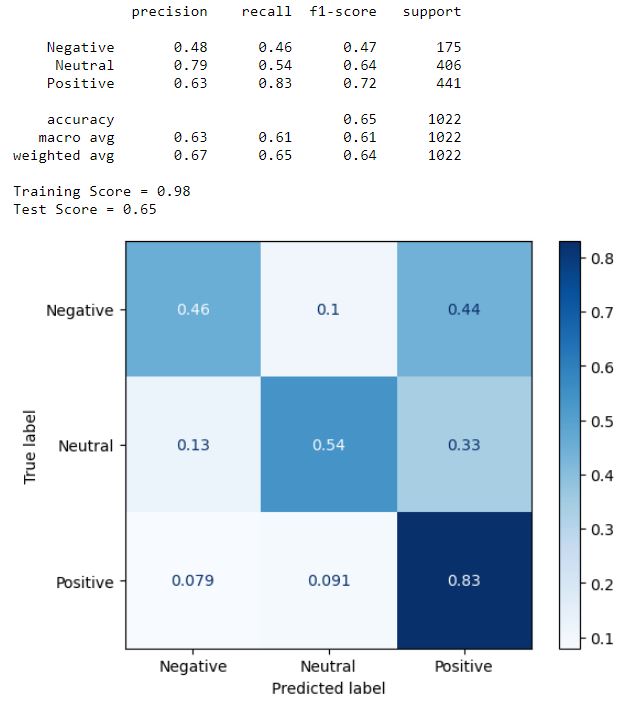 precision recall f1-score support
Negative 0.48 0.46 0.47 175
Neutral 0.79 0.54 0.64 406
Positive 0.63 0.83 0.72 441
accuracy 0.65 1022
macro avg 0.63 0.61 0.61 1022
weighted avg 0.67 0.65 0.64 1022
Training Score = 0.98
Test Score = 0.65
0.8
Negative 0.46 0.1 0.44
0.7
0.6
0.5
True label
Neutral 0.13 0.54 0.33
0.4
0.3
Positive 0.079 0.091 0.83
0.2
0.1
Negative Neutral Positive
Predicted label